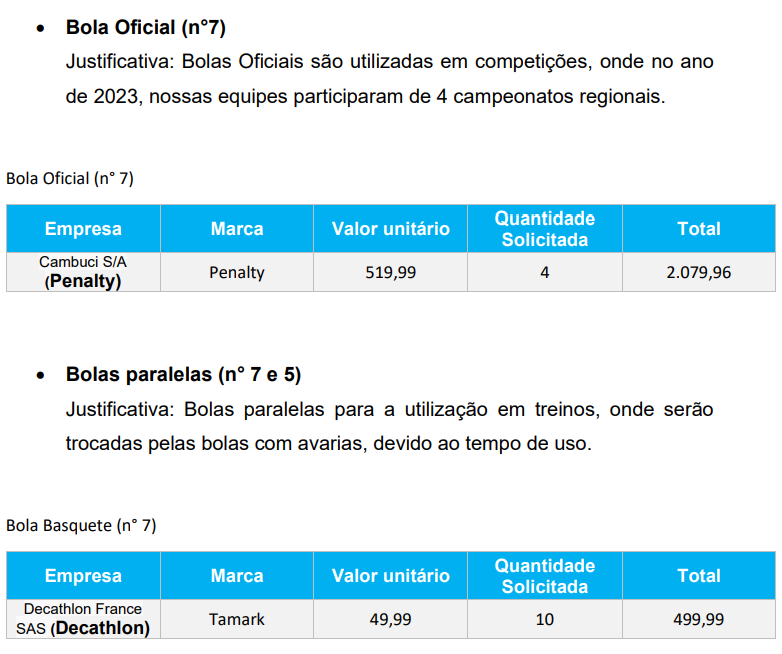 • Bola Oficial (n°7)
Justificativa: Bolas Oficiais são utilizadas em competições, onde no ano
de 2023, nossas equipes participaram de 4 campeonatos regionais.
Bola Oficial (n° 7)
Empresa Marca Valor unitário Quantidade Solicitada Total
Cambuci S/A (Penalty) Penalty 519,99 4 2.079,96
• Bolas paralelas (n° 7 e 5)
Justificativa: Bolas paralelas para a utilização em treinos, onde serão
trocadas pelas bolas com avarias, devido ao tempo de uso.
Bola Basquete (n° 7)
Empresa Marca Valor unitário Quantidade Solicitada Total
Decathlon France SAS (Decathlon) Tamark 49,99 10 499,99